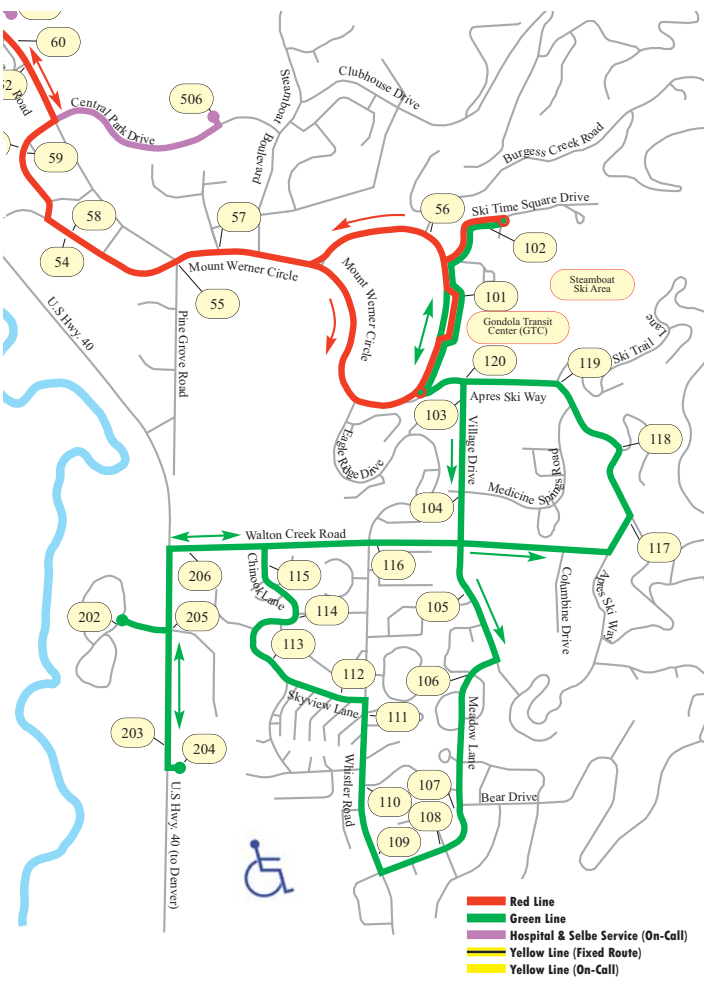 60
52
Road
Central Park Drive
506
59
Steamboat Boulevard
Clubhouse Drive
Burgess Creek Road
58
57
56
Ski Time Square Drive
54
102
Mount Werner Circle
55
Mount Werner Circle
101
Steamboat
Ski Area
Gondola Transit
Center (GTC)
U.S Hwy. 40
Pine Grove Road
120
119
Ski Trail Lane
103
Apres Ski Way
Eagle Ridge Drive
Village Drive
118
104
Medicine Springs Road
Walton Creek Road
117
206
115
116
Chinook Lane
Columbine Drive
Apres Ski Way
202
205
114
105
113
112
106
Skyview Lane
111
Meadow Lane
203
204
Whistler Road
110
107
108
Bear Drive
109
U.S Hwy. 40 (to Denver)
Red Line
Green Line
Hospital & Selbe Service (On-Call)
Yellow Line (Fixed Route)
Yellow Line (On-Call)